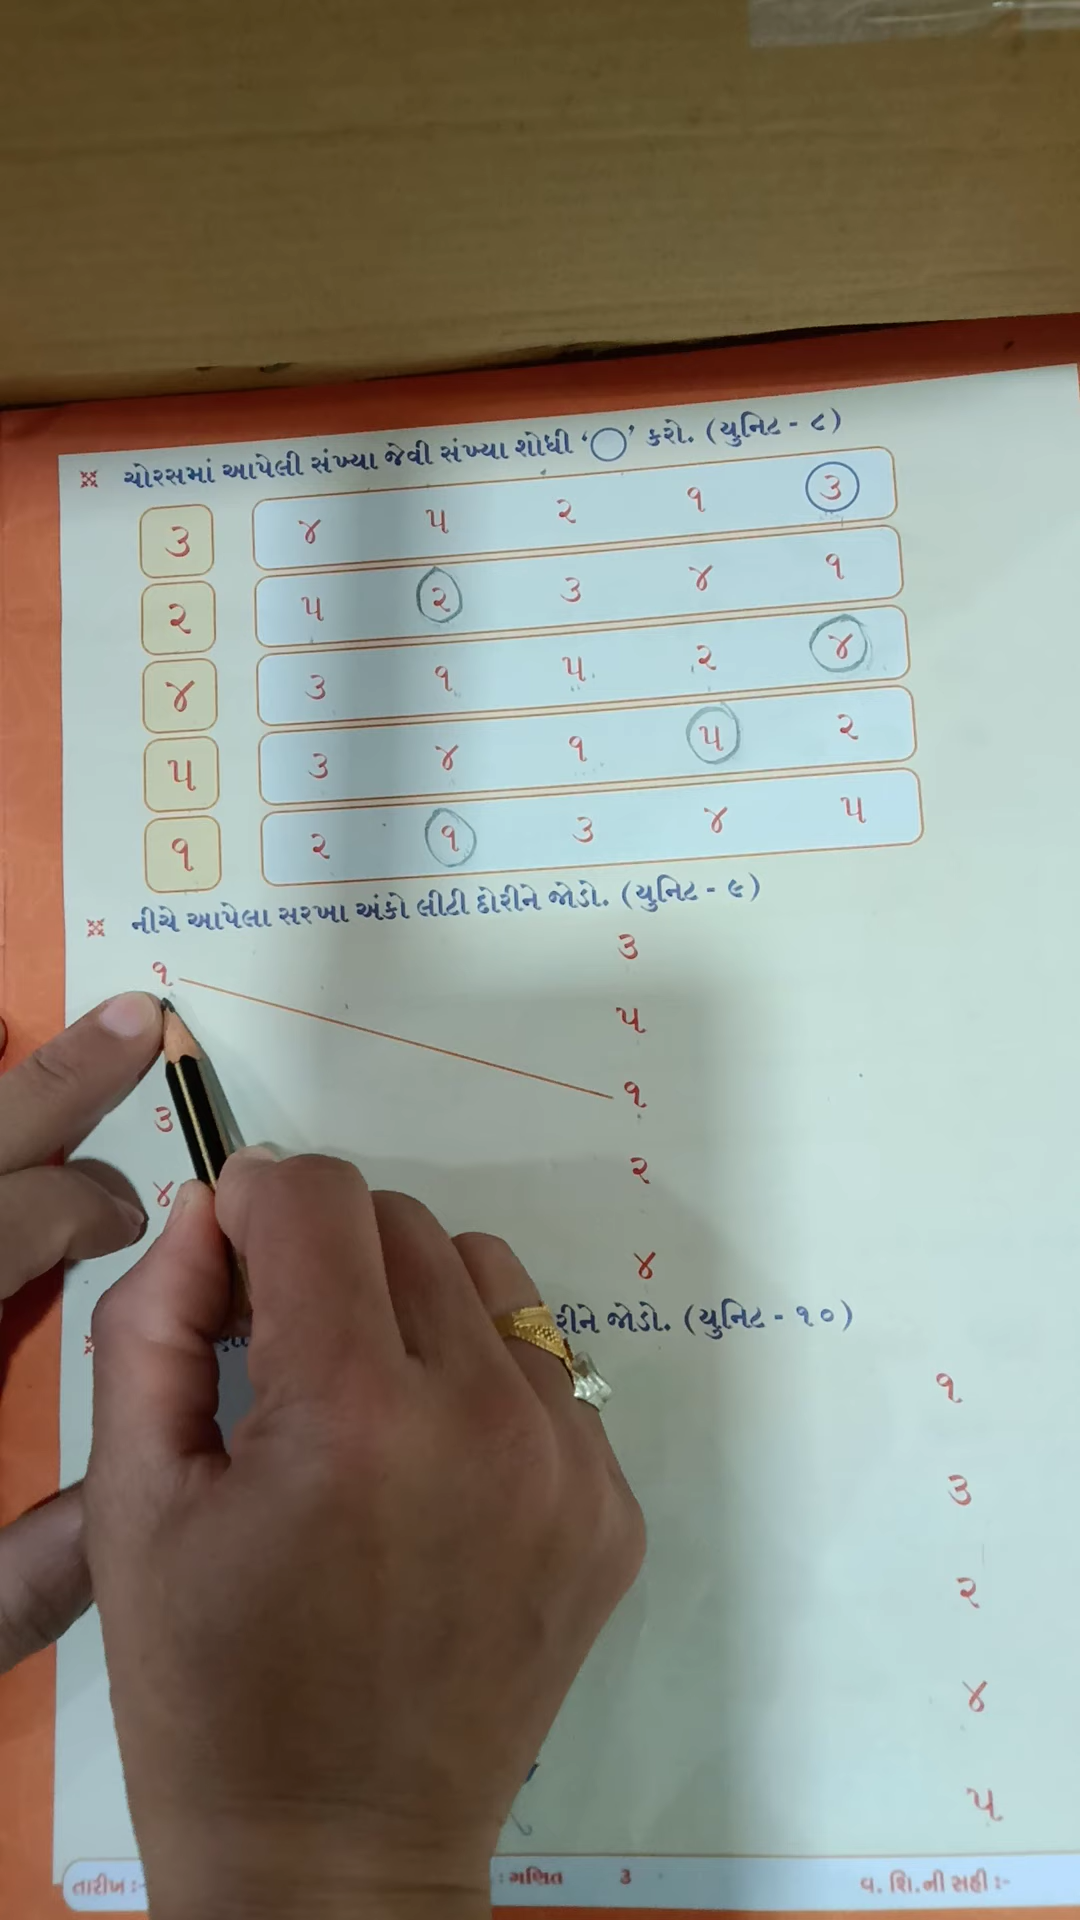 ચોરસમાં આપેલી સંખ્યા જેવી સંખ્યા શોધી ‘◯’ કરો. (યુનિટ - ૮)
૩ ૪ ૫ ૨ ૧ ૩
૨ ૫ ૨ ૩ ૪ ૧
૪ ૩ ૧ ૫ ૨ ૪
૫ ૩ ૪ ૧ ૫ ૨
૧ ૨ ૧ ૩ ૪ ૫
નીચે આપેલા સરખા અંકો લીટી દોરીને જોડો. (યુનિટ - ૯)
૧ ૩
૫
૩ ૧
૪ ૨
૪
જોડો. (યુનિટ - ૧૦)
૧
૩
૨
૪
૫
તારીખ :- ગણિત 3 વ. શિ.ની સહી :-